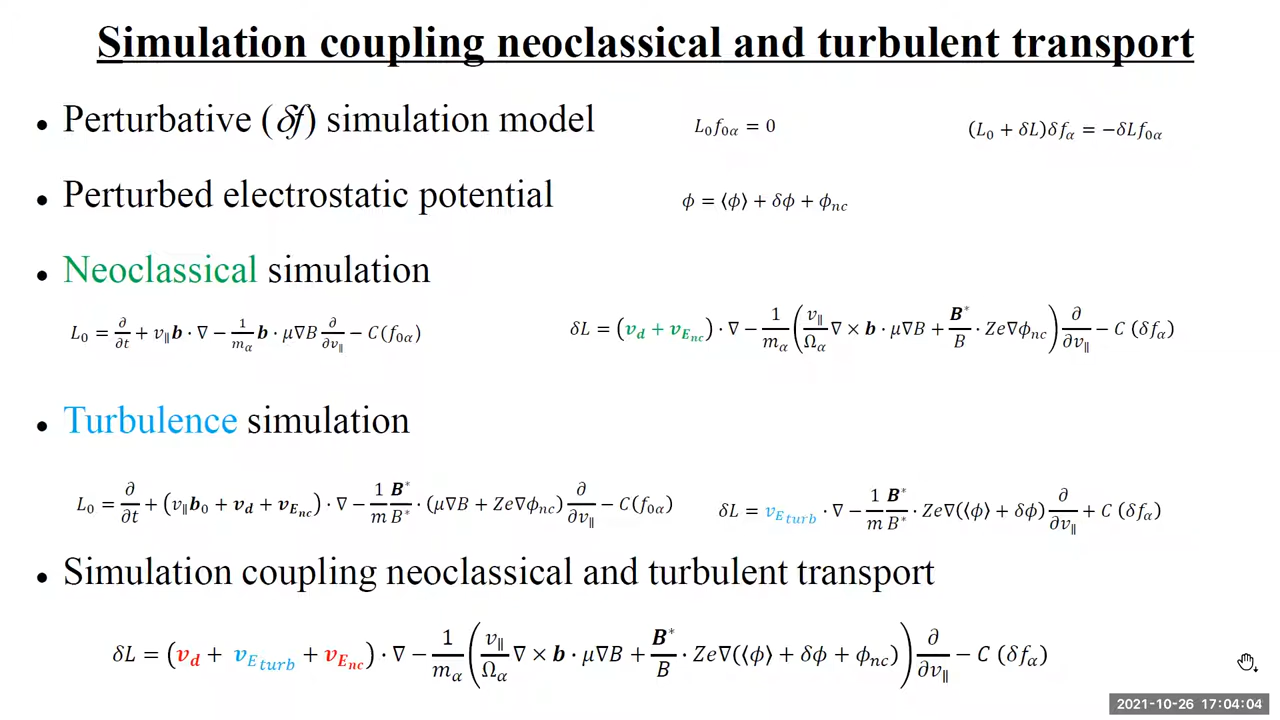 Simulation coupling neoclassical and turbulent transport
• Perturbative (δf) simulation model L₀f₀α = 0 (L₀ + δL)δfα = −δLf₀α
• Perturbed electrostatic potential ϕ = ⟨ϕ⟩ + δϕ + ϕnc
• Neoclassical simulation
L₀ = ∂/∂t + v∥b · ∇ − 1/mα b · μ∇B ∂/∂v∥ − C(f₀α) δL = (vd + vEnc) · ∇ − 1/mα (v∥/Ωα ∇ × b · μ∇B + B*/B · Ze∇ϕnc) ∂/∂v∥ − C (δfα)
• Turbulence simulation
L₀ = ∂/∂t + (v∥b₀ + vd + vEnc) · ∇ − 1/m B*/B* · (μ∇B + Ze∇ϕnc) ∂/∂v∥ − C(f₀α) δL = vEturb · ∇ − 1/m B*/B* · Ze∇(⟨ϕ⟩ + δϕ) ∂/∂v∥ + C (δfα)
• Simulation coupling neoclassical and turbulent transport
δL = (vd + vEturb + vEnc) · ∇ − 1/mα (v∥/Ωα ∇ × b · μ∇B + B*/B · Ze∇(⟨ϕ⟩ + δϕ + ϕnc)) ∂/∂v∥ − C (δfα)
2021-10-26 17:04:04